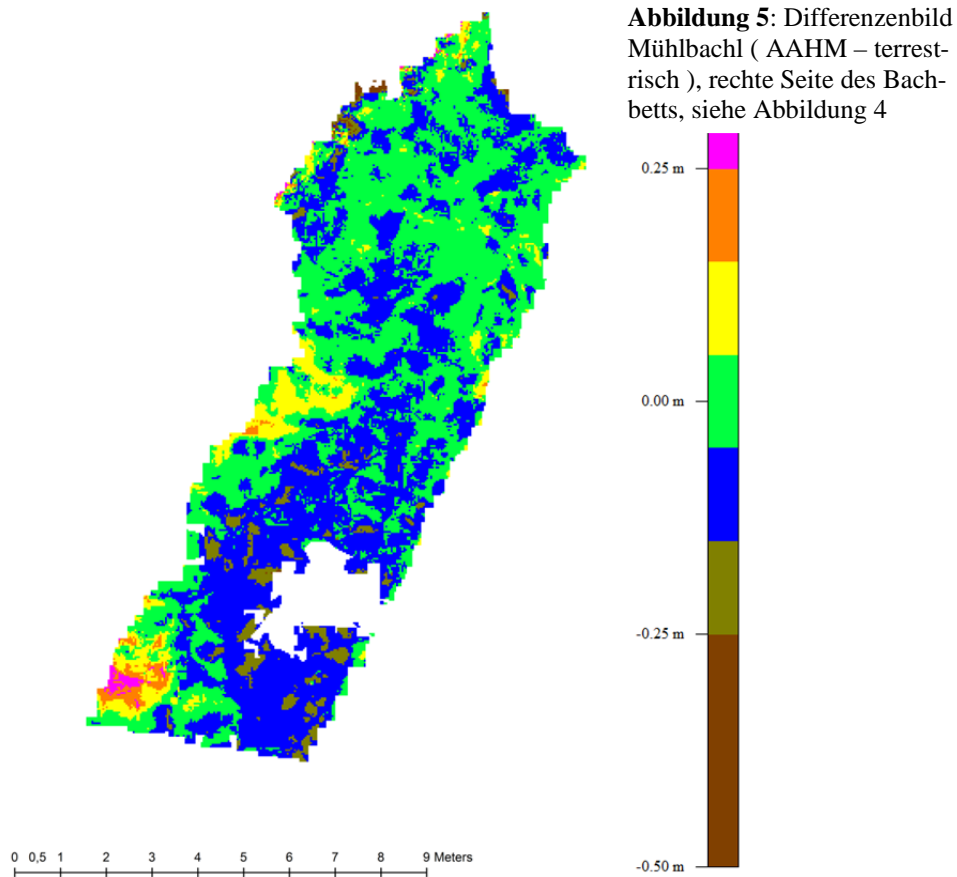 Abbildung 5: Differenzenbild
Mühlbachl ( AAHM – terrest-
risch ), rechte Seite des Bach-
betts, siehe Abbildung 4
0.25 m
0.00 m
-0.25 m
-0.50 m
0 0,5 1 2 3 4 5 6 7 8 9 Meters